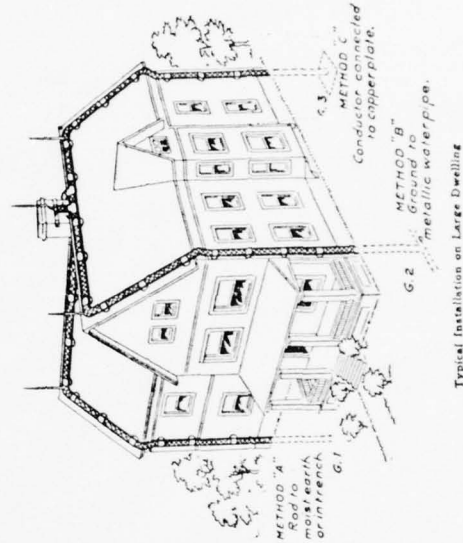 METHOD "A"
Rod to
moist earth
or in trench
G.1
G.2
METHOD "B"
Ground to
metallic waterpipe.
G.3
METHOD "C"
Conductor connected
to copperplate.
Typical Installation on Large Dwelling